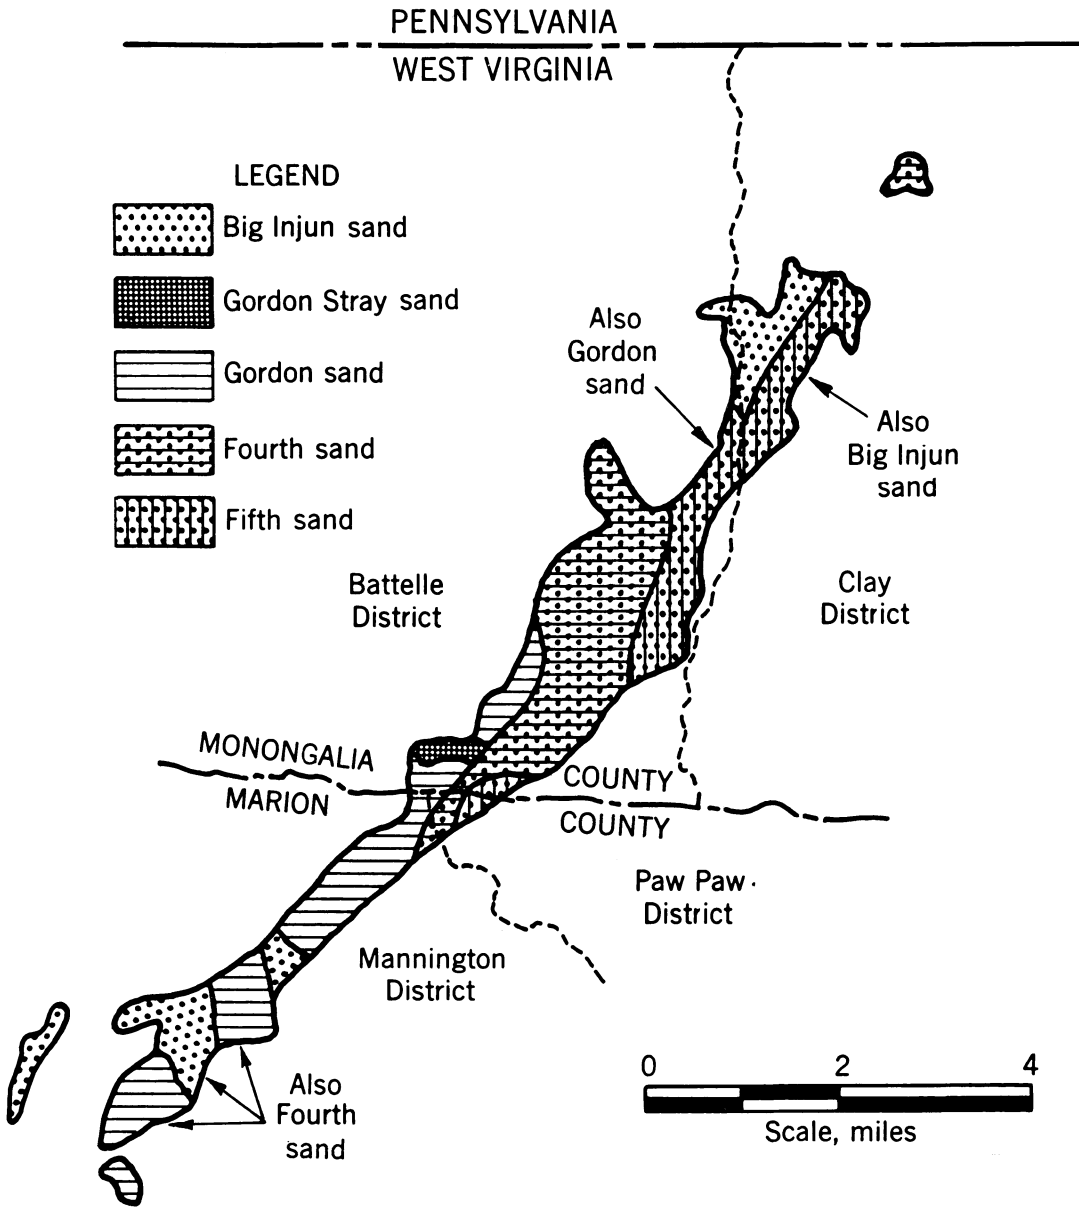 PENNSYLVANIA
WEST VIRGINIA
LEGEND
Big Injun sand
Gordon Stray sand
Gordon sand
Fourth sand
Fifth sand
Also
Gordon
sand
Also
Big Injun
sand
Battelle
District
Clay
District
MONONGALIA COUNTY
MARION COUNTY
Paw Paw
District
Mannington
District
Also
Fourth
sand
0 2 4
Scale, miles